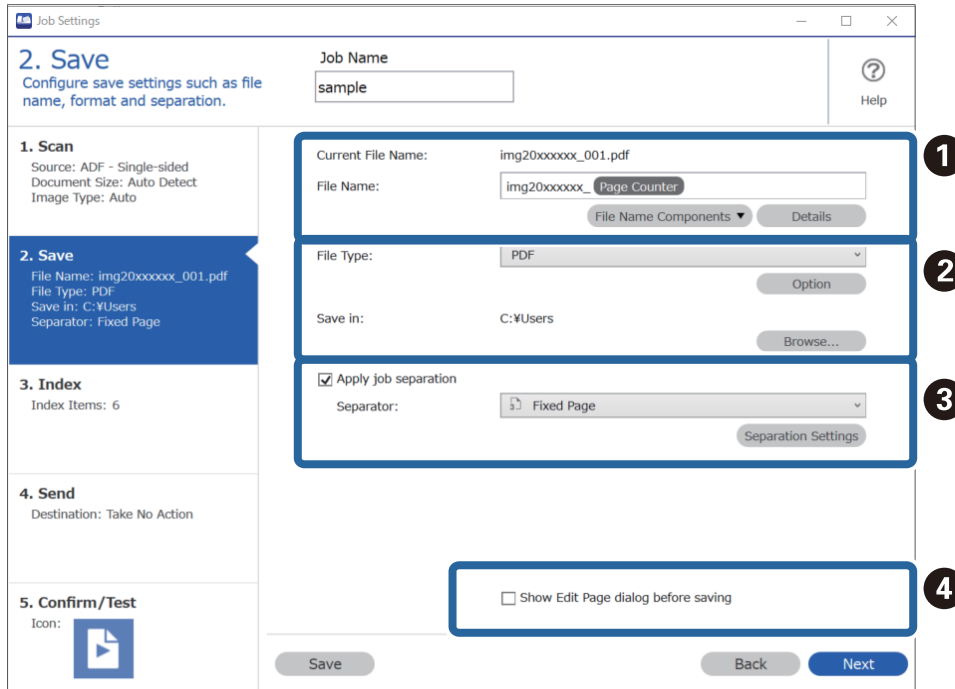 Job Settings
2. Save
Configure save settings such as file
name, format and separation.
Job Name
sample
Help
1. Scan
Source: ADF - Single-sided
Document Size: Auto Detect
Image Type: Auto
2. Save
File Name: img20xxxxxx_001.pdf
File Type: PDF
Save in: C:¥Users
Separator: Fixed Page
3. Index
Index Items: 6
4. Send
Destination: Take No Action
5. Confirm/Test
Icon:
Current File Name: img20xxxxxx_001.pdf
File Name: img20xxxxxx_ Page Counter
File Name Components ▼ Details
1
File Type: PDF
Option
Save in: C:¥Users
Browse...
2
Apply job separation
Separator: Fixed Page
Separation Settings
3
Show Edit Page dialog before saving
4
Save Back Next